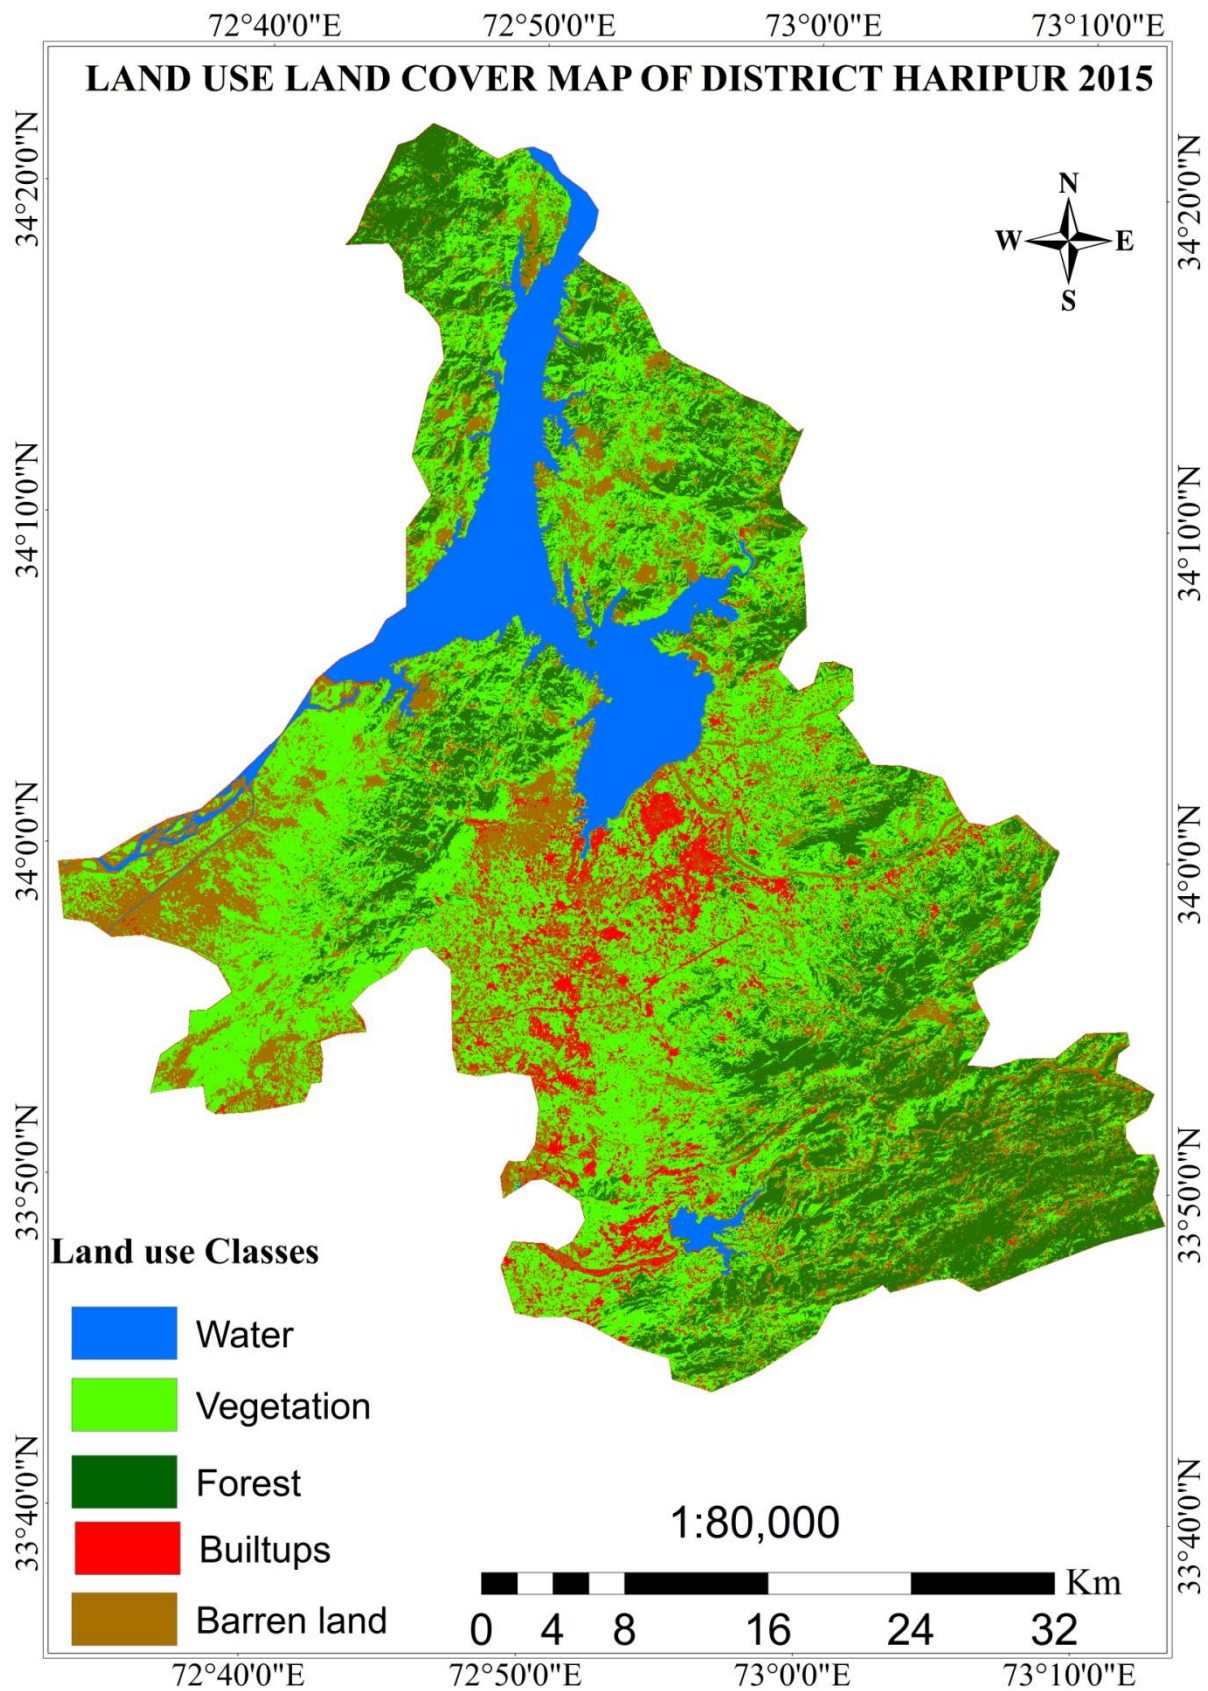 72°40'0"E 72°50'0"E 73°0'0"E 73°10'0"E
LAND USE LAND COVER MAP OF DISTRICT HARIPUR 2015
34°20'0"N
34°20'0"N
N
W E
S
34°10'0"N
34°10'0"N
34°0'0"N
34°0'0"N
33°50'0"N
33°50'0"N
Land use Classes
Water
Vegetation
Forest
Builtups
Barren land
33°40'0"N
33°40'0"N
1:80,000
Km
0 4 8 16 24 32
72°40'0"E 72°50'0"E 73°0'0"E 73°10'0"E